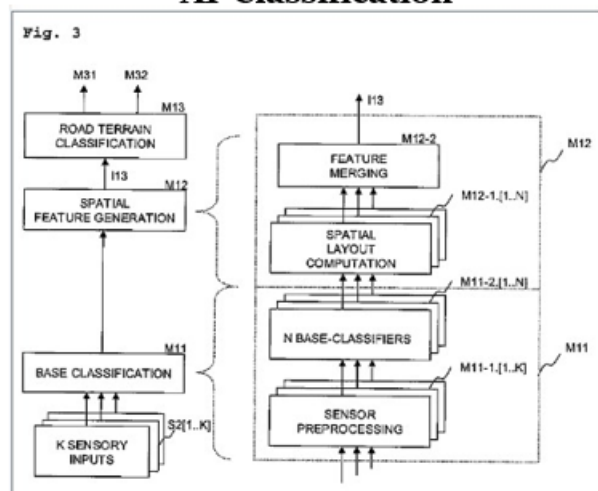 AI Classification
Fig. 3
M31
M32
M13
ROAD TERRAIN
CLASSIFICATION
I13
M12
SPATIAL
FEATURE GENERATION
M11
BASE CLASSIFICATION
S2[1..K]
K SENSORY
INPUTS
I13
M12
M12-2
FEATURE
MERGING
M12-1.[1..N]
SPATIAL
LAYOUT
COMPUTATION
M11-2.[1..N]
N BASE-CLASSIFIERS
M11
M11-1.[1..K]
SENSOR
PREPROCESSING